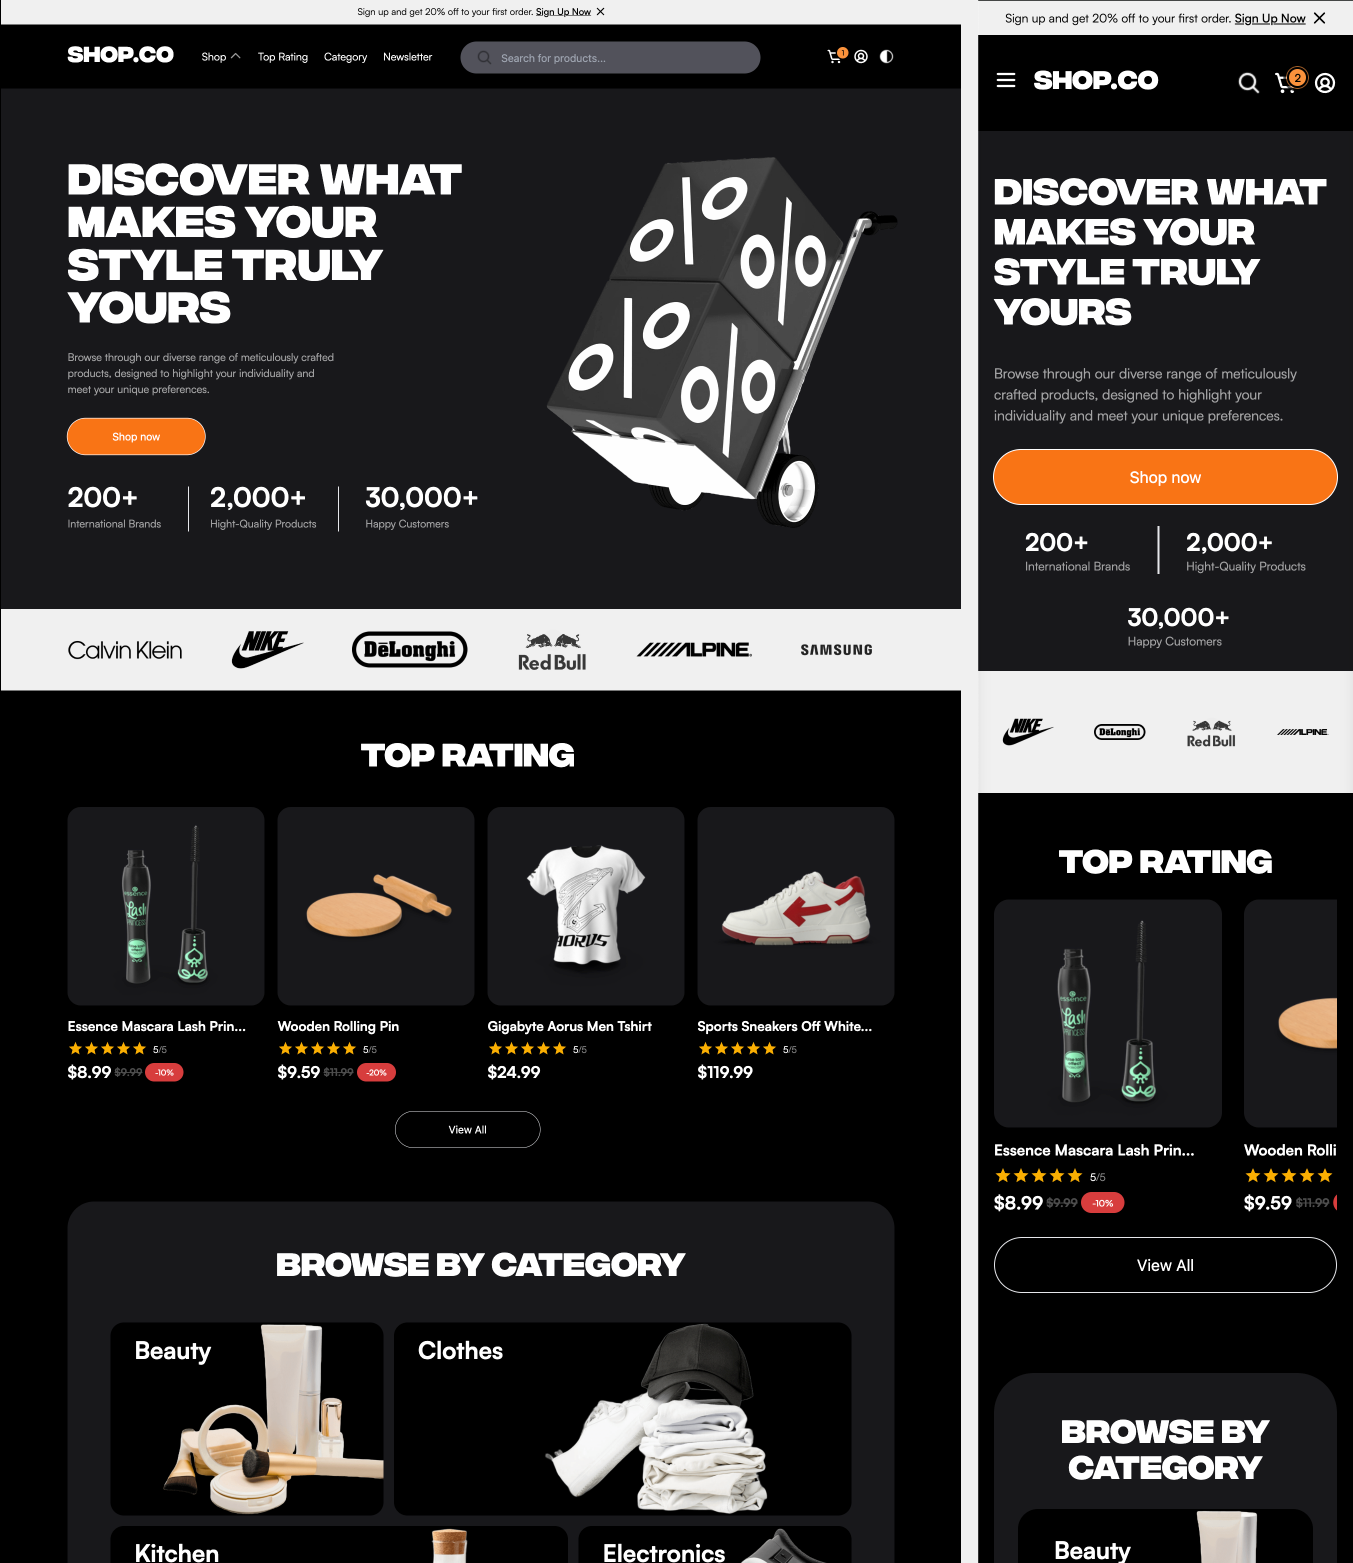 Sign up and get 20% off to your first order. Sign Up Now
SHOP.CO
Shop
Top Rating
Category
Newsletter
Search for products...
1
DISCOVER WHAT
MAKES YOUR
STYLE TRULY
YOURS
Browse through our diverse range of meticulously crafted
products, designed to highlight your individuality and
meet your unique preferences.
Shop now
200+
International Brands
2,000+
Hight-Quality Products
30,000+
Happy Customers
Calvin Klein
NIKE
DēLonghi
Red Bull
ALPINE
SAMSUNG
TOP RATING
essence
Lash
PRINCESS
AORUS
Essence Mascara Lash Prin...
5/5
$8.99 $9.99 -10%
Wooden Rolling Pin
5/5
$9.59 $11.99 -20%
Gigabyte Aorus Men Tshirt
5/5
$24.99
Sports Sneakers Off White...
5/5
$119.99
View All
BROWSE BY CATEGORY
Beauty
Clothes
Kitchen
Electronics
Sign up and get 20% off to your first order. Sign Up Now
SHOP.CO
2
DISCOVER WHAT
MAKES YOUR
STYLE TRULY
YOURS
Browse through our diverse range of meticulously
crafted products, designed to highlight your
individuality and meet your unique preferences.
Shop now
200+
International Brands
2,000+
Hight-Quality Products
30,000+
Happy Customers
NIKE
DēLonghi
Red Bull
ALPINE
TOP RATING
essence
Lash
PRINCESS
Essence Mascara Lash Prin...
5/5
$8.99 $9.99 -10%
Wooden Rolli
$9.59 $11.99
View All
BROWSE BY
CATEGORY
Beauty